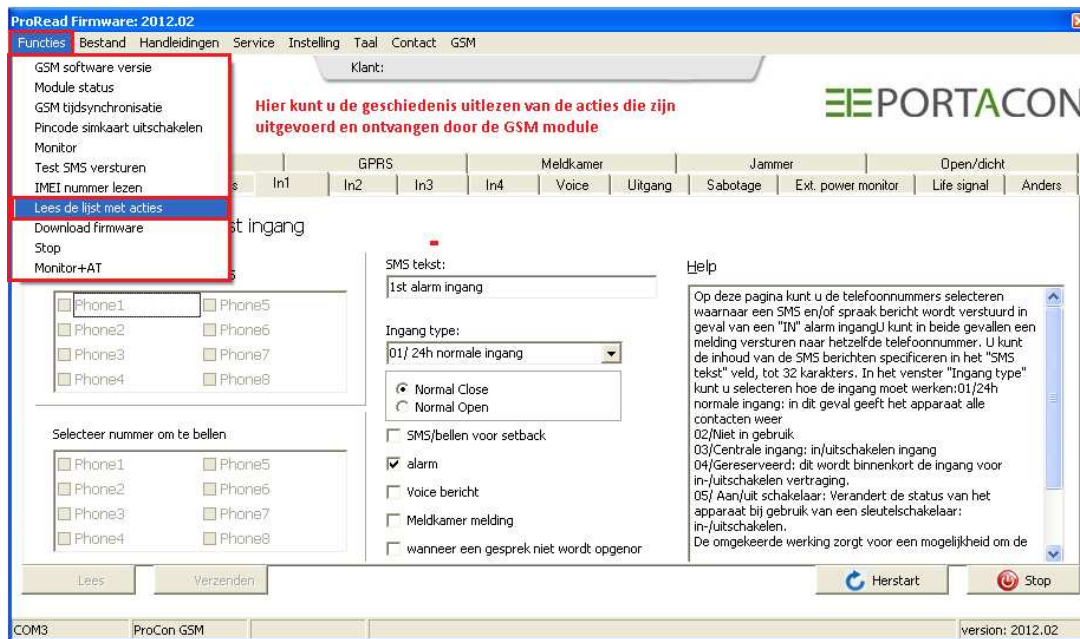 ProRead Firmware: 2012.02
Functies Bestand Handleidingen Service Instelling Taal Contact GSM
GSM software versie
Module status
GSM tijdsynchronisatie
Pincode simkaart uitschakelen
Monitor
Test SMS versturen
IMEI nummer lezen
Lees de lijst met acties
Download firmware
Stop
Monitor+AT
Klant:
Hier kunt u de geschiedenis uitlezen van de acties die zijn
uitgevoerd en ontvangen door de GSM module
PORTACON
GPRS Meldkamer Jammer Open/dicht
In1 In2 In3 In4 Voice Uitgang Sabotage Ext. power monitor Life signal Anders
ingang
Phone1 Phone5
Phone2 Phone6
Phone3 Phone7
Phone4 Phone8
Selecteer nummer om te bellen
Phone1 Phone5
Phone2 Phone6
Phone3 Phone7
Phone4 Phone8
SMS tekst:
1st alarm ingang
Ingang type:
01/ 24h normale ingang
Normal Close
Normal Open
SMS/bellen voor setback
alarm
Voice bericht
Meldkamer melding
wanneer een gesprek niet wordt opgenor
Help
Op deze pagina kunt u de telefoonnummers selecteren
waarnaar een SMS en/of spraak bericht wordt verstuurd in
geval van een "IN" alarm ingangU kunt in beide gevallen een
melding versturen naar hetzelfde telefoonnummer. U kunt
de inhoud van de SMS berichten specificeren in het "SMS
tekst" veld, tot 32 karakters. In het venster "Ingang type"
kunt u selecteren hoe de ingang moet werken:01/24h
normale ingang: in dit geval geeft het apparaat alle
contacten weer
02/Niet in gebruik
03/Centrale ingang: in/uitschakelen ingang
04/Gereserveerd: dit wordt binnenkort de ingang voor
in-/uitschakelen vertraging.
05/ Aan/uit schakelaar: Verandert de status van het
apparaat bij gebruik van een sleutelschakelaar:
in-/uitschakelen.
De omgekeerde werking zorgt voor een mogelijkheid om de
Lees Verzenden Herstart Stop
COM3 ProCon GSM version: 2012.02